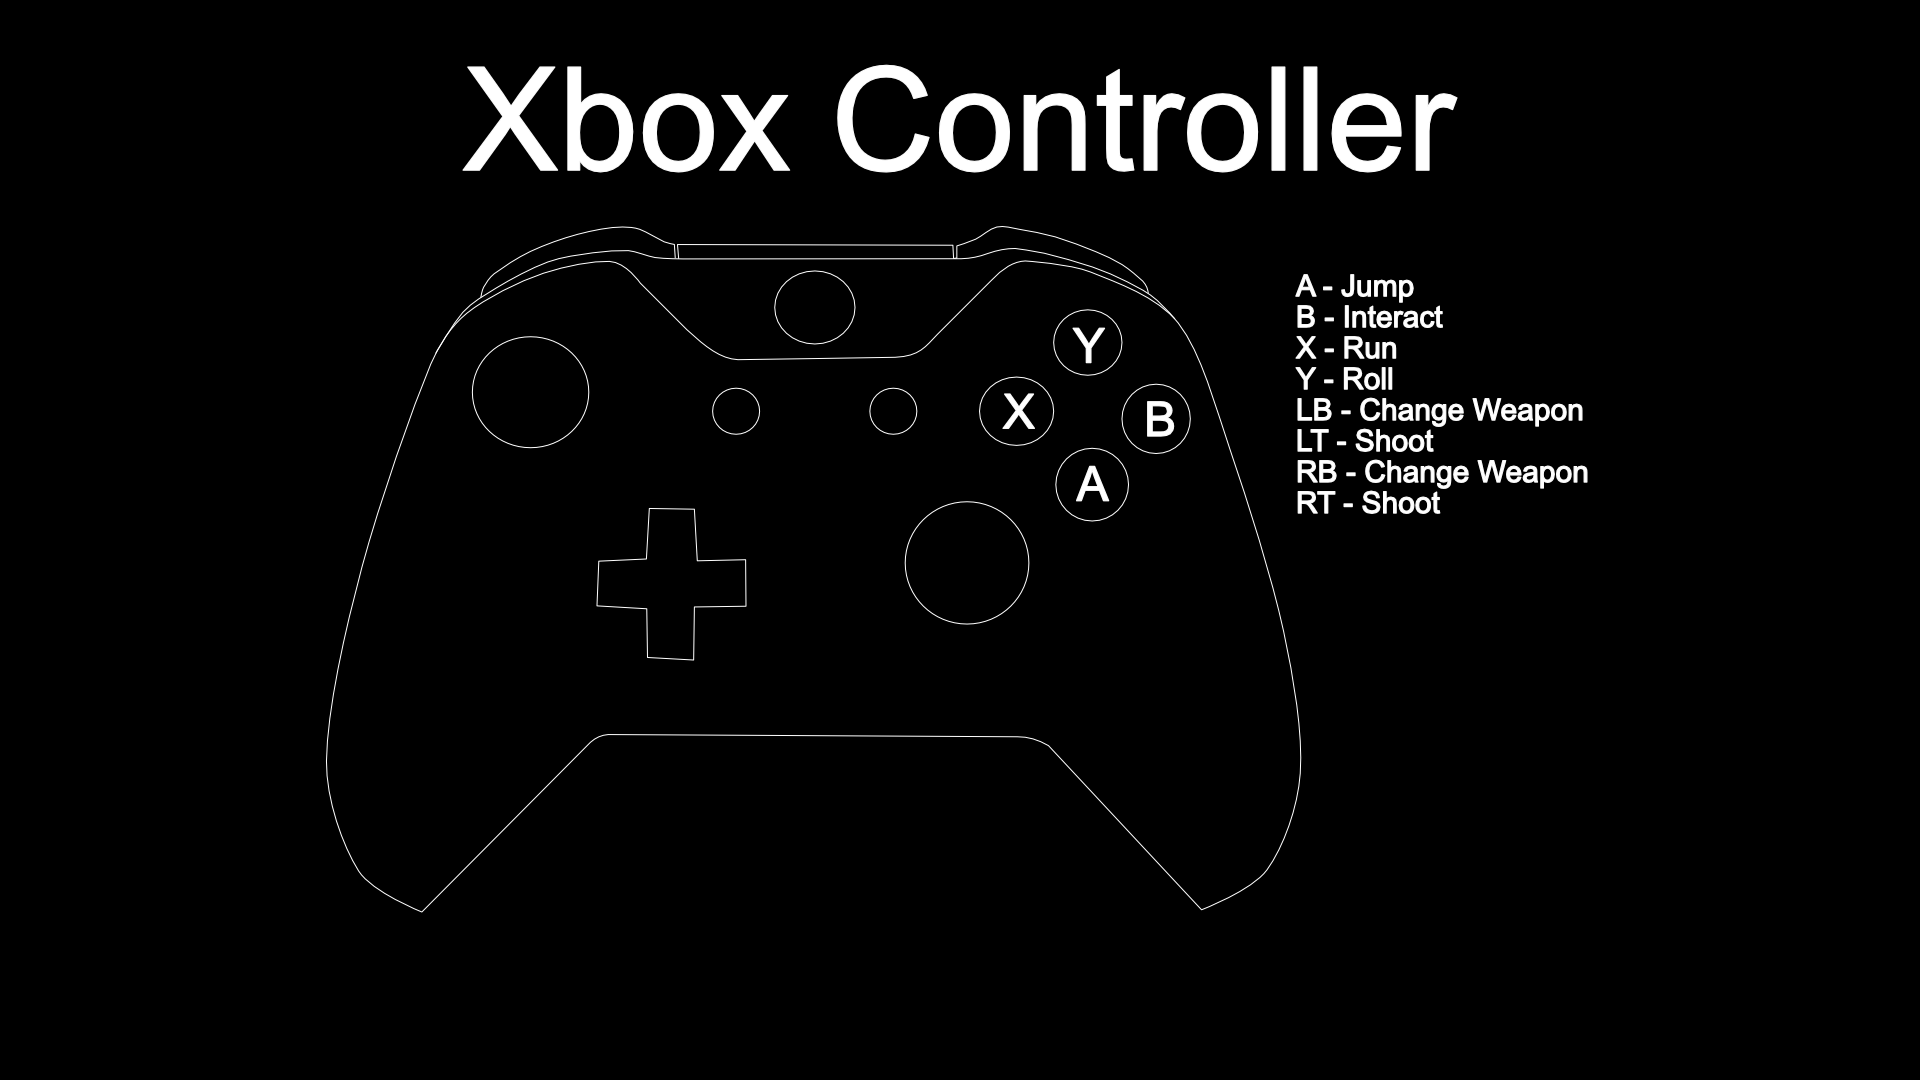 Xbox Controller
A - Jump
B - Interact
X - Run
Y - Roll
LB - Change Weapon
LT - Shoot
RB - Change Weapon
RT - Shoot
Y
X
B
A